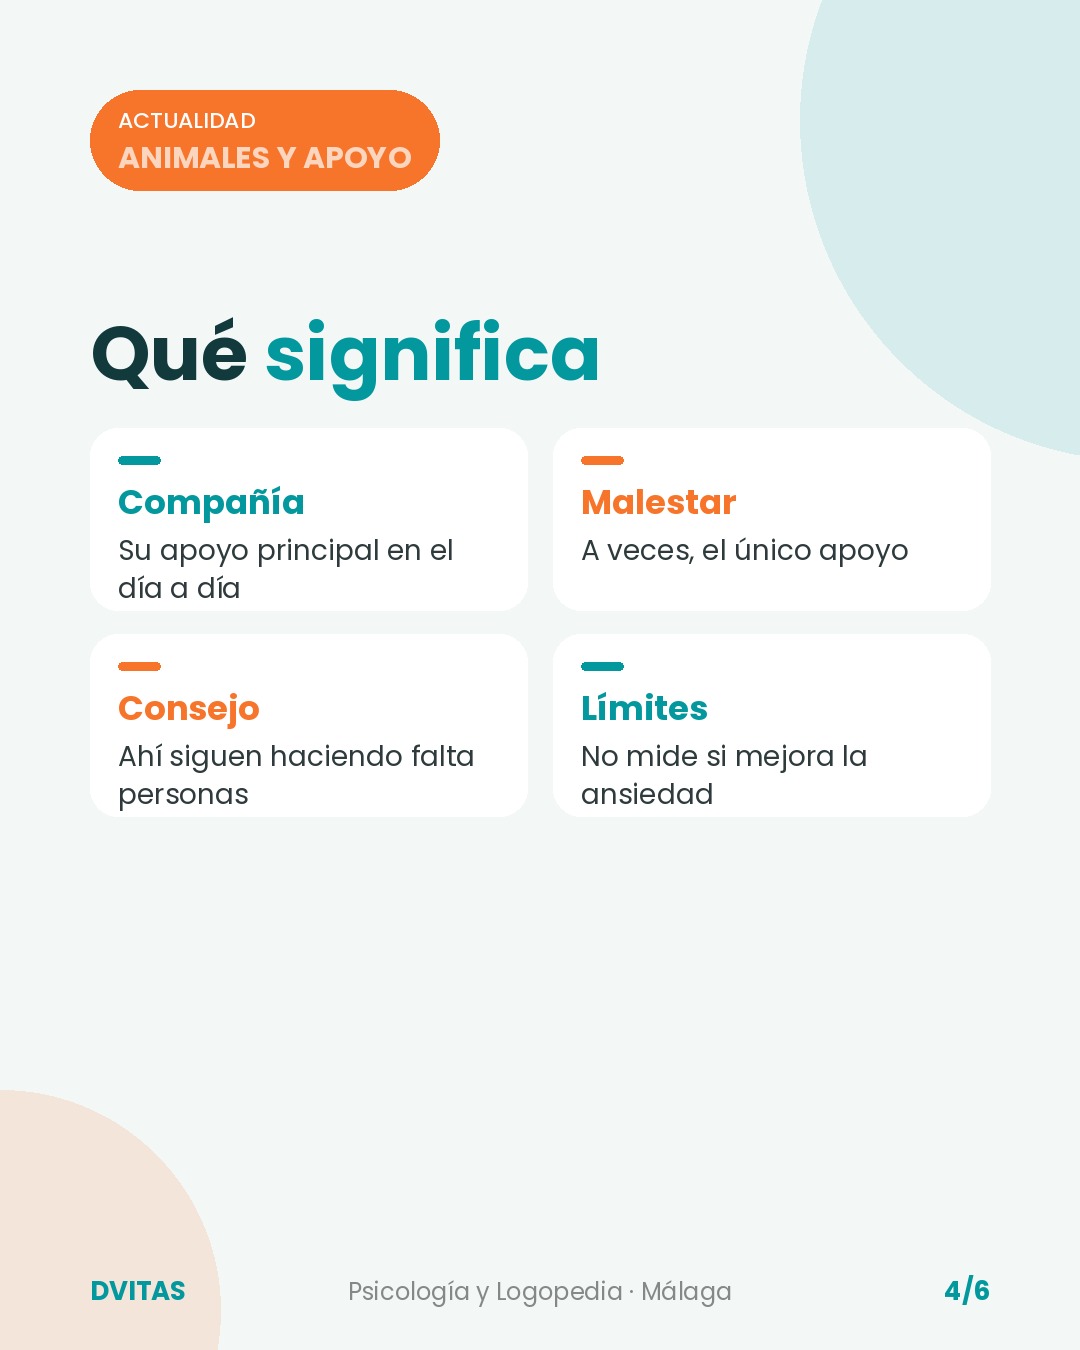 ACTUALIDAD
ANIMALES Y APOYO
Qué significa
Compañía
Su apoyo principal en el
día a día
Malestar
A veces, el único apoyo
Consejo
Ahí siguen haciendo falta
personas
Límites
No mide si mejora la
ansiedad
DVITAS
Psicología y Logopedia · Málaga
4/6